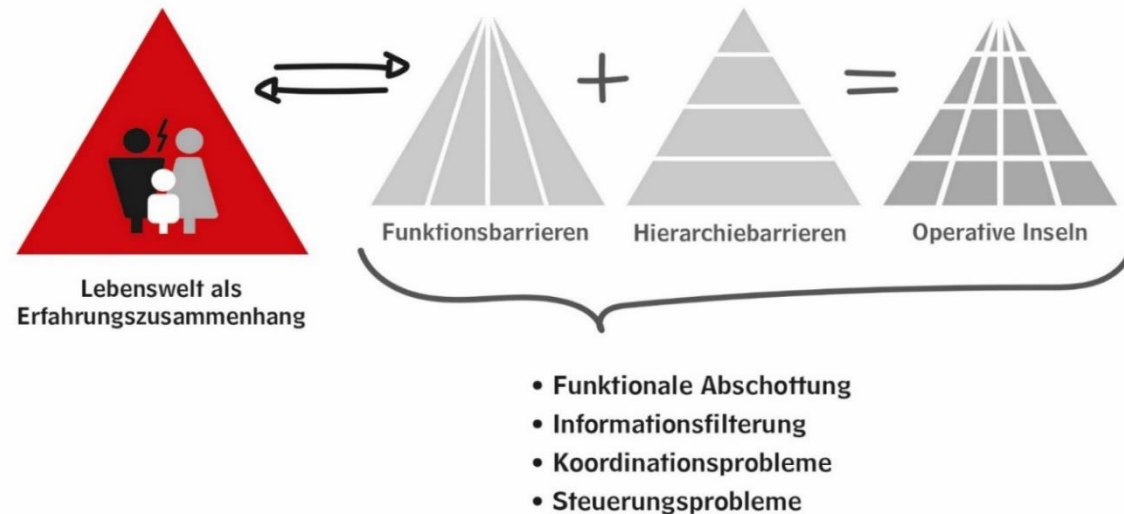 Funktionsbarrieren
Hierarchiebarrieren
Operative Inseln
Lebenswelt als
Erfahrungszusammenhang
• Funktionale Abschottung
• Informationsfilterung
• Koordinationsprobleme
• Steuerungsprobleme